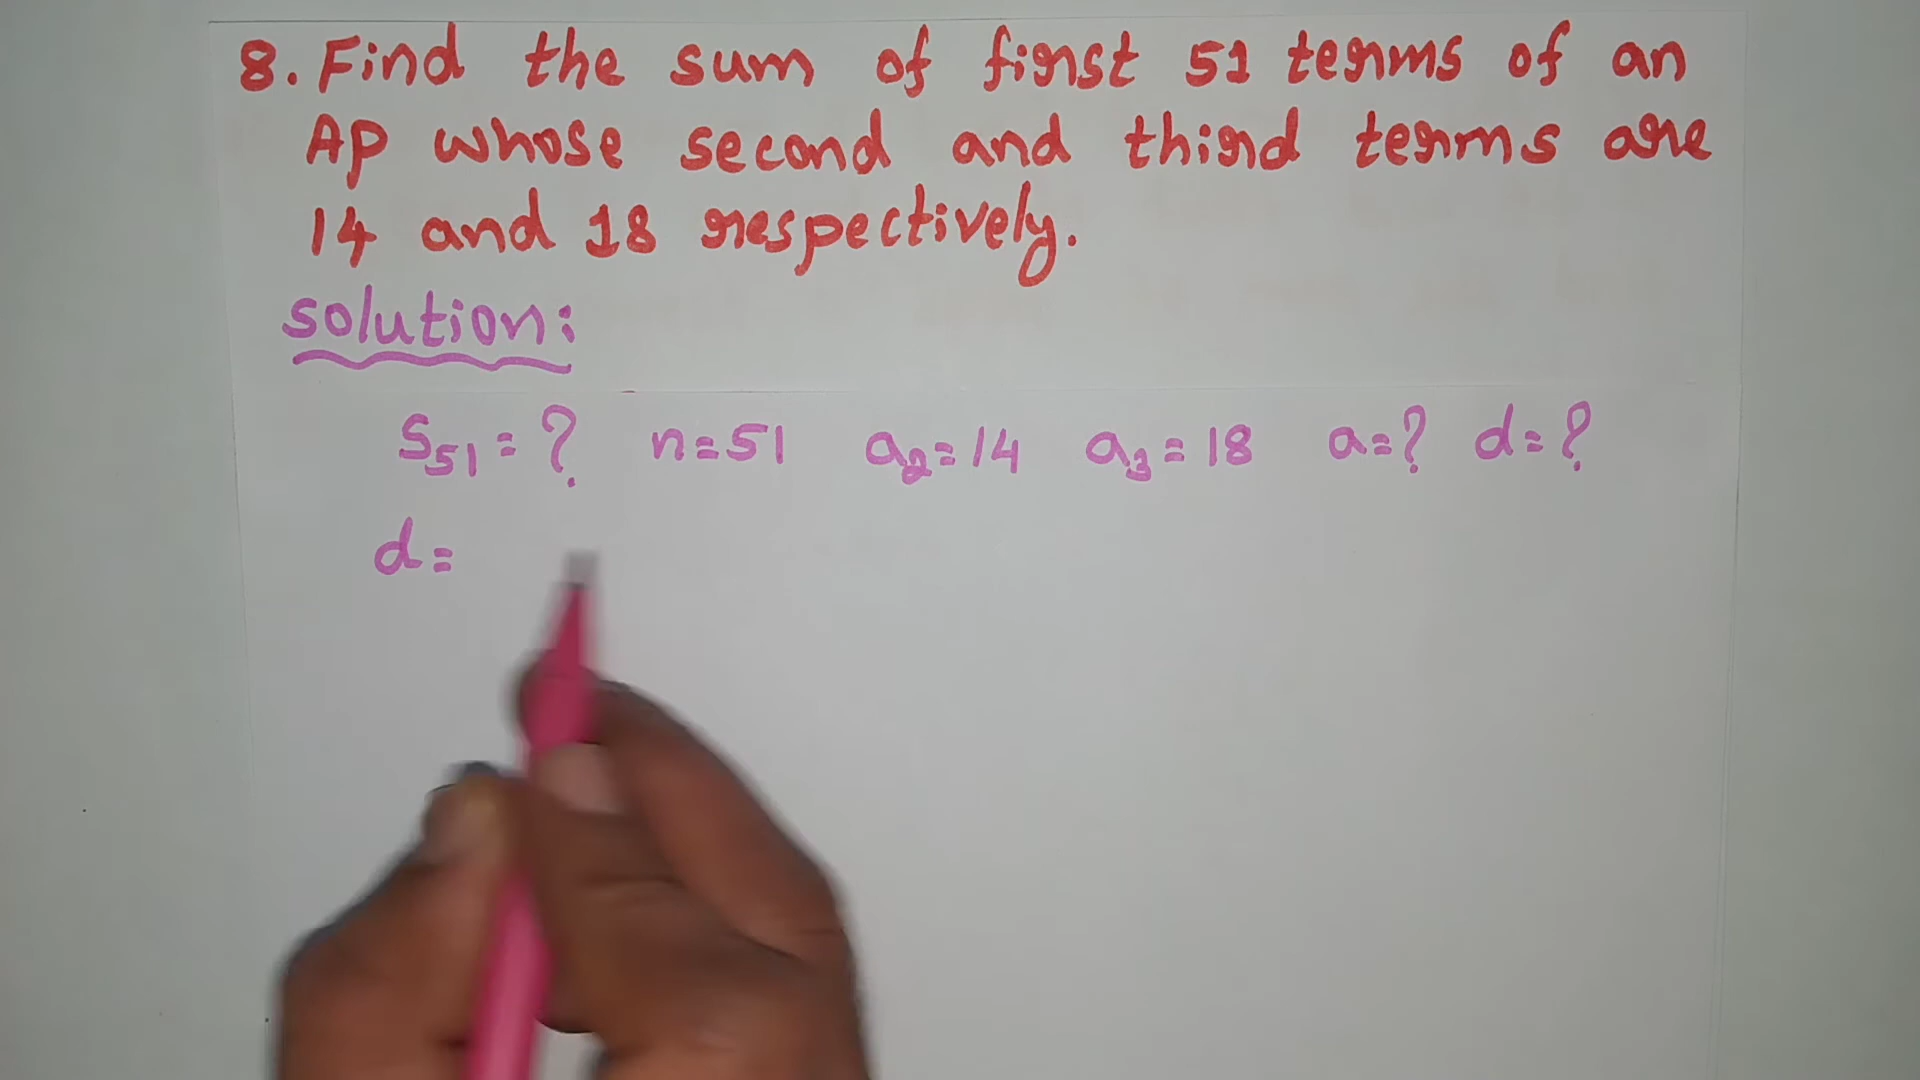 8. Find the sum of first 51 terms of an
AP whose second and third terms are
14 and 18 respectively.
solution:
S₅₁ = ? n = 51 a₂ = 14 a₃ = 18 a = ? d = ?
d =